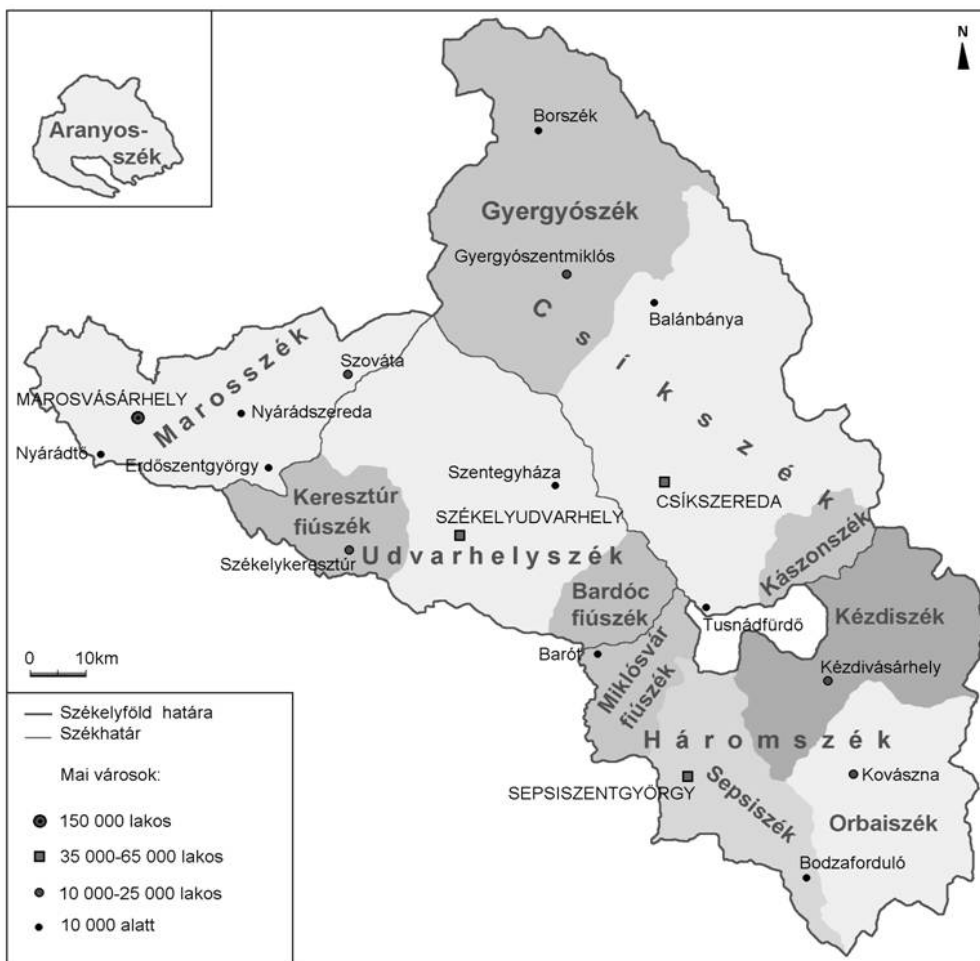 N
Aranyos-
szék
Borszék
Gyergyószék
Gyergyószentmiklós
Csíkszék
Balánbánya
Marosszék
Szováta
MAROSVÁSÁRHELY
Nyárádszereda
Nyárádtő
Erdőszentgyörgy
Szentegyháza
Keresztúr
fiúszék
SZÉKELYUDVARHELY
CSÍKSZEREDA
Székelykeresztúr
Udvarhelyszék
Kászonszék
Bardóc
fiúszék
Tusnádfürdő
Kézdiszék
Barót
Miklósvár
fiúszék
Kézdivásárhely
Háromszék
SEPSISZENTGYÖRGY
Sepsiszék
Kovászna
Orbaiszék
Bodzaforduló
0 10km
Székelyföld határa
Székhatár
Mai városok:
150 000 lakos
35 000-65 000 lakos
10 000-25 000 lakos
10 000 alatt